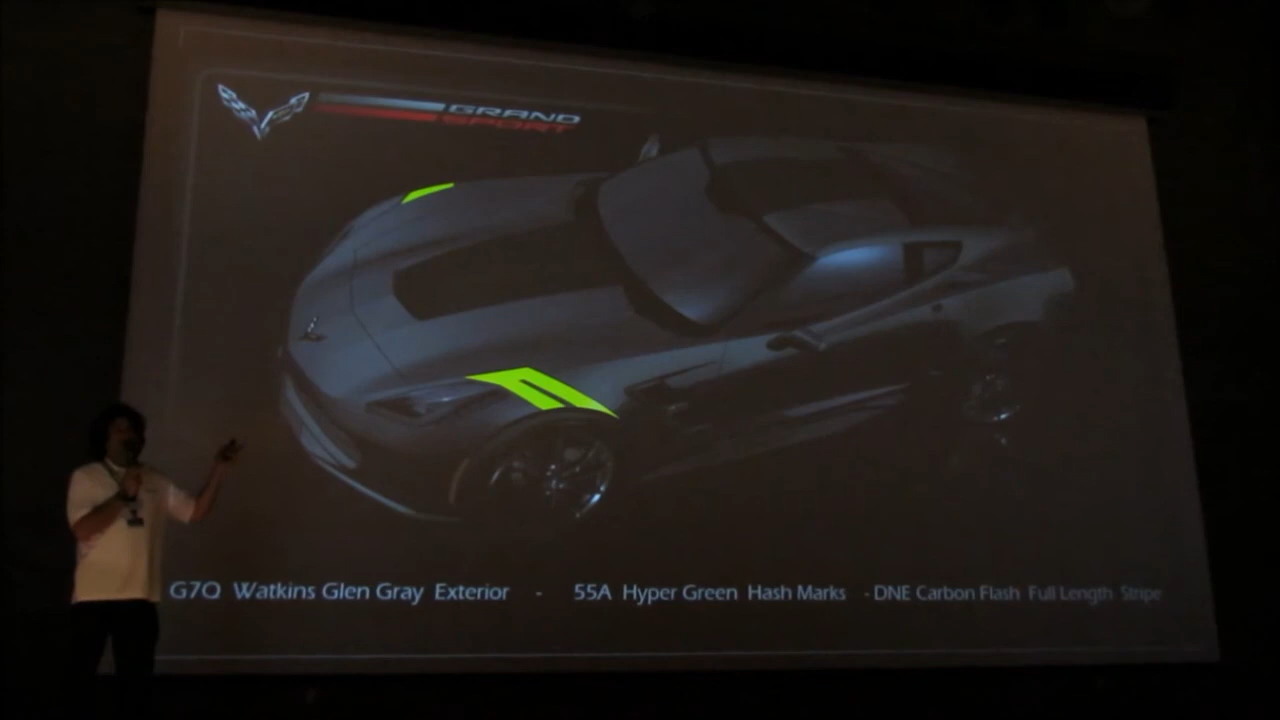 GRAND
SPORT
G7Q Watkins Glen Gray Exterior - 55A Hyper Green Hash Marks - DNE Carbon Flash Full Length Stripe